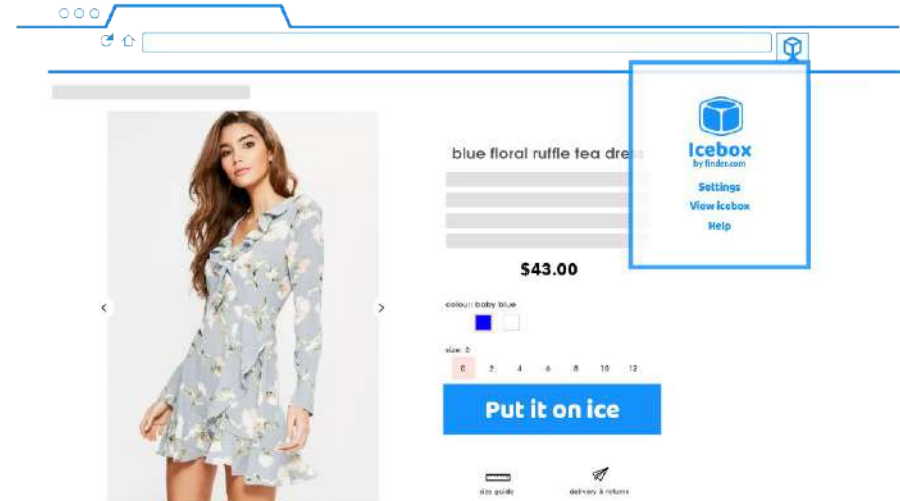 blue floral ruffle tea dress
Icebox
by finder.com
Settings
View icebox
Help
$43.00
colour: baby blue
size: 0
0 2 4 6 8 10 12
Put it on ice
size guide
delivery & returns